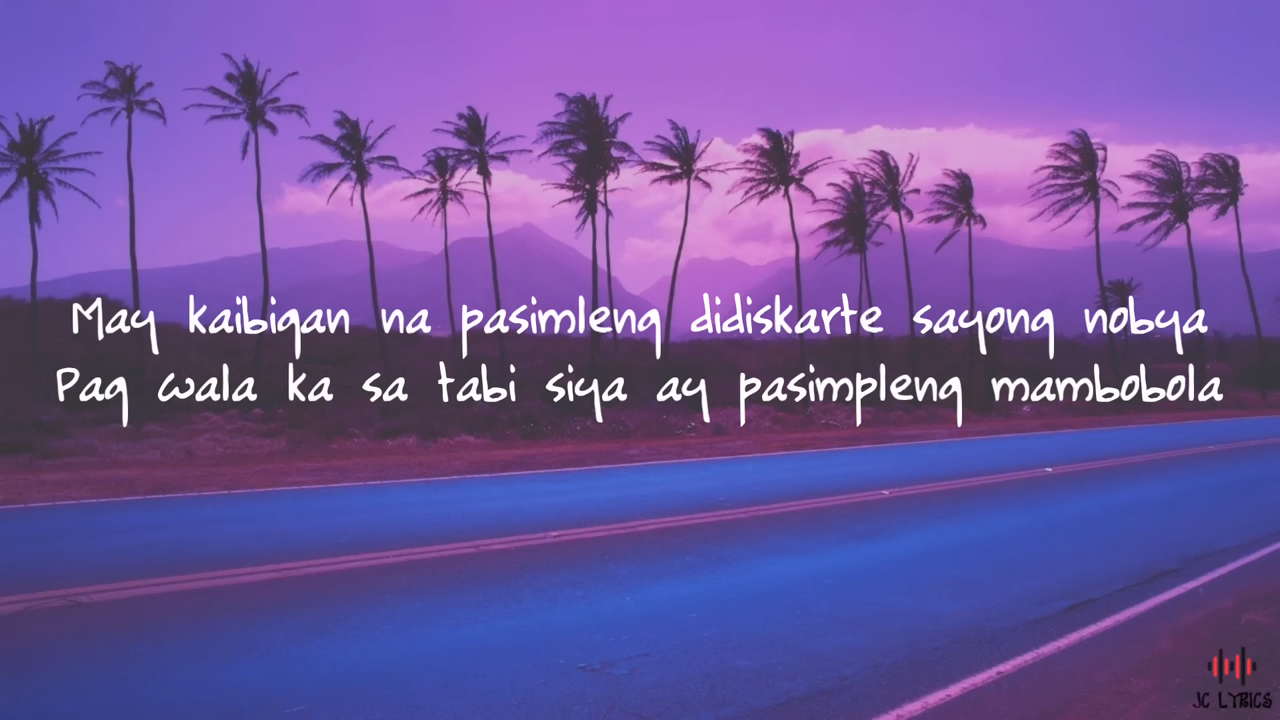 May kaibigan na pasimleng didiskarte sayong nobya
Pag wala ka sa tabi siya ay pasimpleng mambobola
JC LYRICS